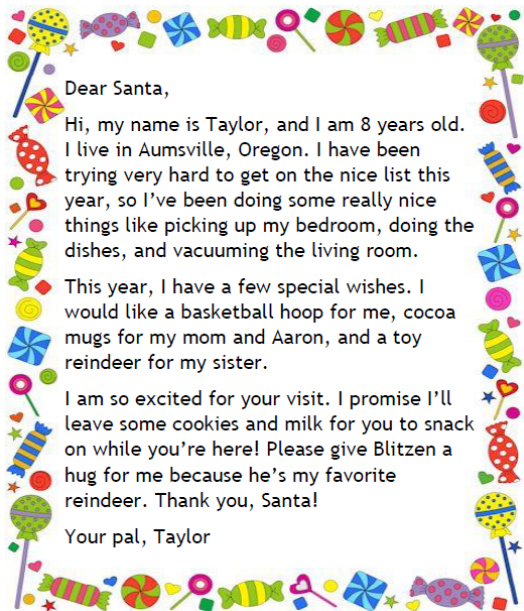 Dear Santa,
Hi, my name is Taylor, and I am 8 years old.
I live in Aumsville, Oregon. I have been
trying very hard to get on the nice list this
year, so I’ve been doing some really nice
things like picking up my bedroom, doing the
dishes, and vacuuming the living room.
This year, I have a few special wishes. I
would like a basketball hoop for me, cocoa
mugs for my mom and Aaron, and a toy
reindeer for my sister.
I am so excited for your visit. I promise I’ll
leave some cookies and milk for you to snack
on while you’re here! Please give Blitzen a
hug for me because he’s my favorite
reindeer. Thank you, Santa!
Your pal, Taylor